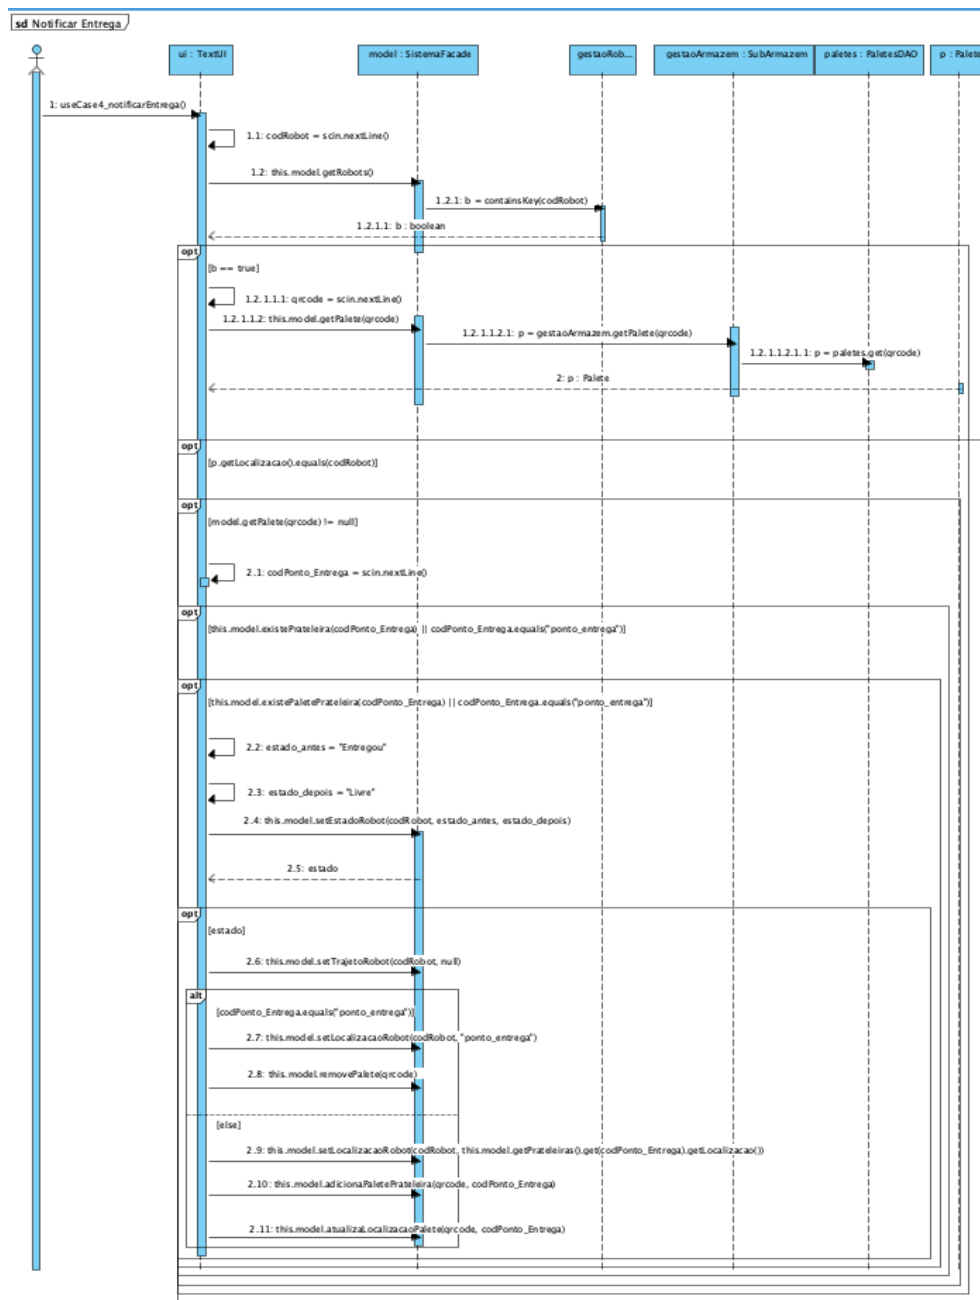 sd Notificar Entrega
ui : TextUI
model : SistemaFacade
gestaoRob...
gestaoArmazem : SubArmazem
paletes : PaletesDAO
p : Palete
1: useCase4_notificarEntrega()
1.1: codRobot = scin.nextLine()
1.2: this.model.getRobots()
1.2.1: b = containsKey(codRobot)
1.2.1.1: b : boolean
opt
[b == true]
1.2.1.1.1: qrcode = scin.nextLine()
1.2.1.1.2: this.model.getPalete(qrcode)
1.2.1.1.2.1: p = gestaoArmazem.getPalete(qrcode)
1.2.1.1.2.1.1: p = paletes.get(qrcode)
2: p : Palete
opt
[p.getLocalizacao().equals(codRobot)]
opt
[model.getPalete(qrcode) != null]
2.1: codPonto_Entrega = scin.nextLine()
opt
[this.model.existePrateleira(codPonto_Entrega) || codPonto_Entrega.equals("ponto_entrega")]
opt
[this.model.existePaletePrateleira(codPonto_Entrega) || codPonto_Entrega.equals("ponto_entrega")]
2.2: estado_antes = "Entregou"
2.3: estado_depois = "Livre"
2.4: this.model.setEstadoRobot(codRobot, estado_antes, estado_depois)
2.5: estado
opt
[estado]
2.6: this.model.setTrajetoRobot(codRobot, null)
alt
[codPonto_Entrega.equals("ponto_entrega")]
2.7: this.model.setLocalizacaoRobot(codRobot, "ponto_entrega")
2.8: this.model.removePalete(qrcode)
[else]
2.9: this.model.setLocalizacaoRobot(codRobot, this.model.getPrateleiras().get(codPonto_Entrega).getLocalizacao())
2.10: this.model.adicionaPaletePrateleira(qrcode, codPonto_Entrega)
2.11: this.model.atualizaLocalizacaoPalete(qrcode, codPonto_Entrega)